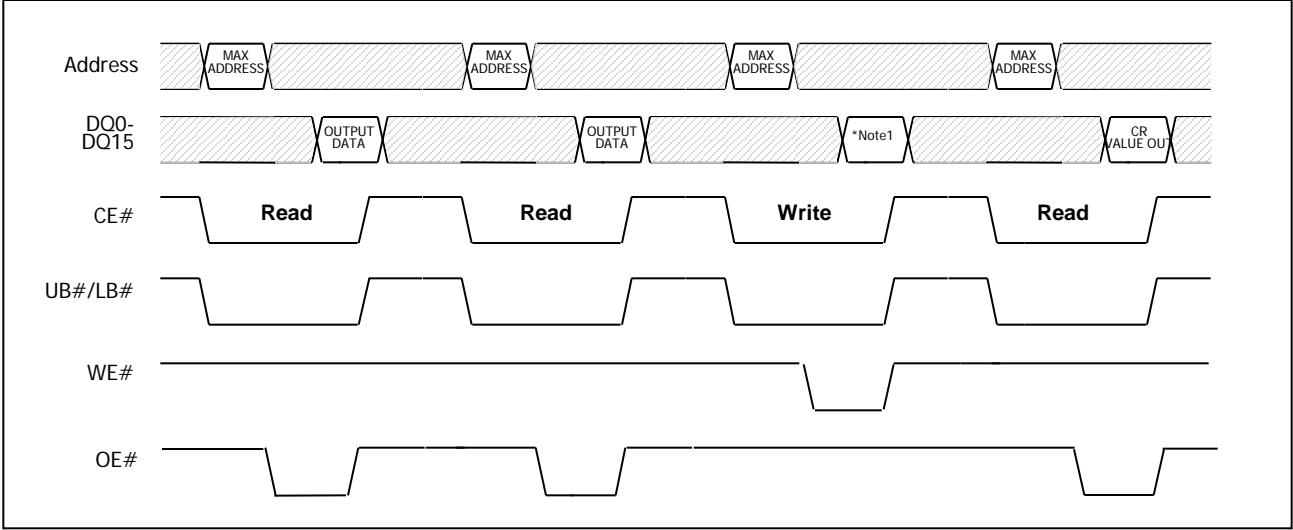 Address
MAX
ADDRESS
MAX
ADDRESS
MAX
ADDRESS
MAX
ADDRESS
DQ0-
DQ15
OUTPUT
DATA
OUTPUT
DATA
*Note1
CR
VALUE OUT
CE#
Read
Read
Write
Read
UB#/LB#
WE#
OE#